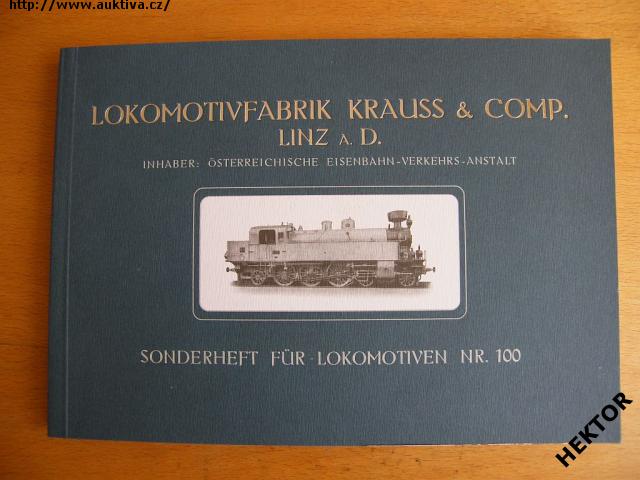 http://www.auktiva.cz/
LOKOMOTIVFABRIK KRAUSS & COMP.
LINZ A. D.
INHABER: ÖSTERREICHISCHE EISENBAHN-VERKEHRS-ANSTALT
SONDERHEFT FÜR LOKOMOTIVEN NR. 100
HEKTOR